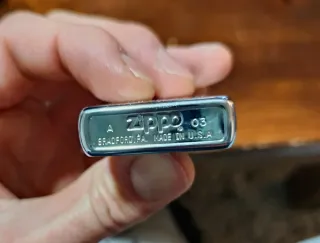 A Zippo 03
BRADFORD.PA. MADE IN U.S.A.